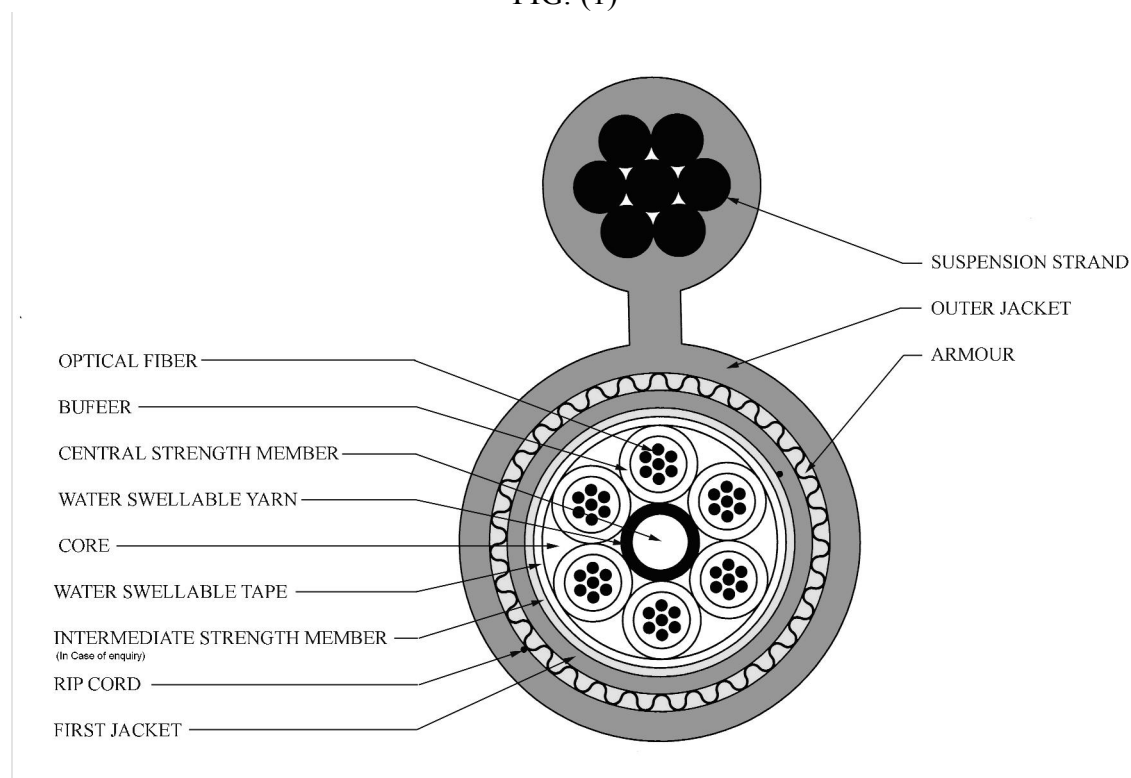 FIG. (1)
SUSPENSION STRAND
OUTER JACKET
ARMOUR
OPTICAL FIBER
BUFEER
CENTRAL STRENGTH MEMBER
WATER SWELLABLE YARN
CORE
WATER SWELLABLE TAPE
INTERMEDIATE STRENGTH MEMBER
(In Case of enquiry)
RIP CORD
FIRST JACKET